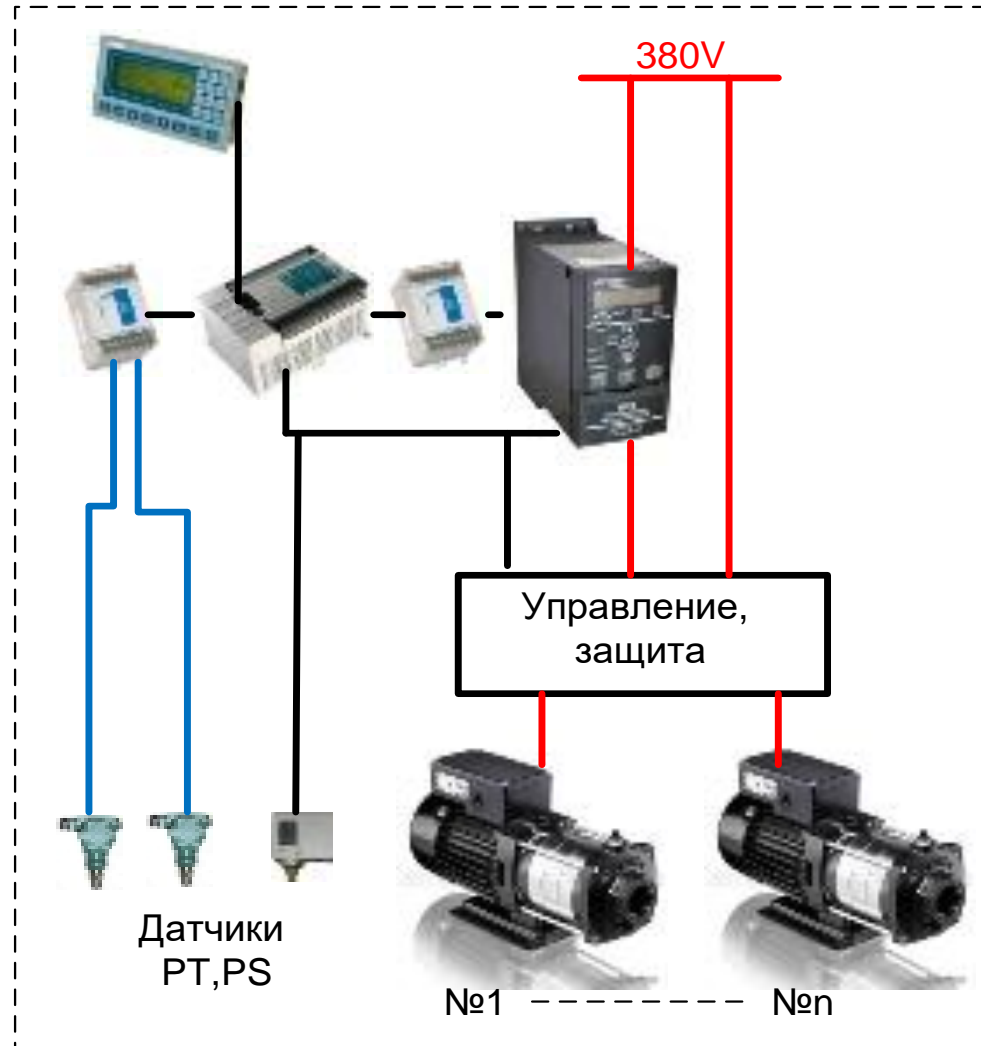 380V
Управление,
защита
Датчики
PT,PS
№1
№n